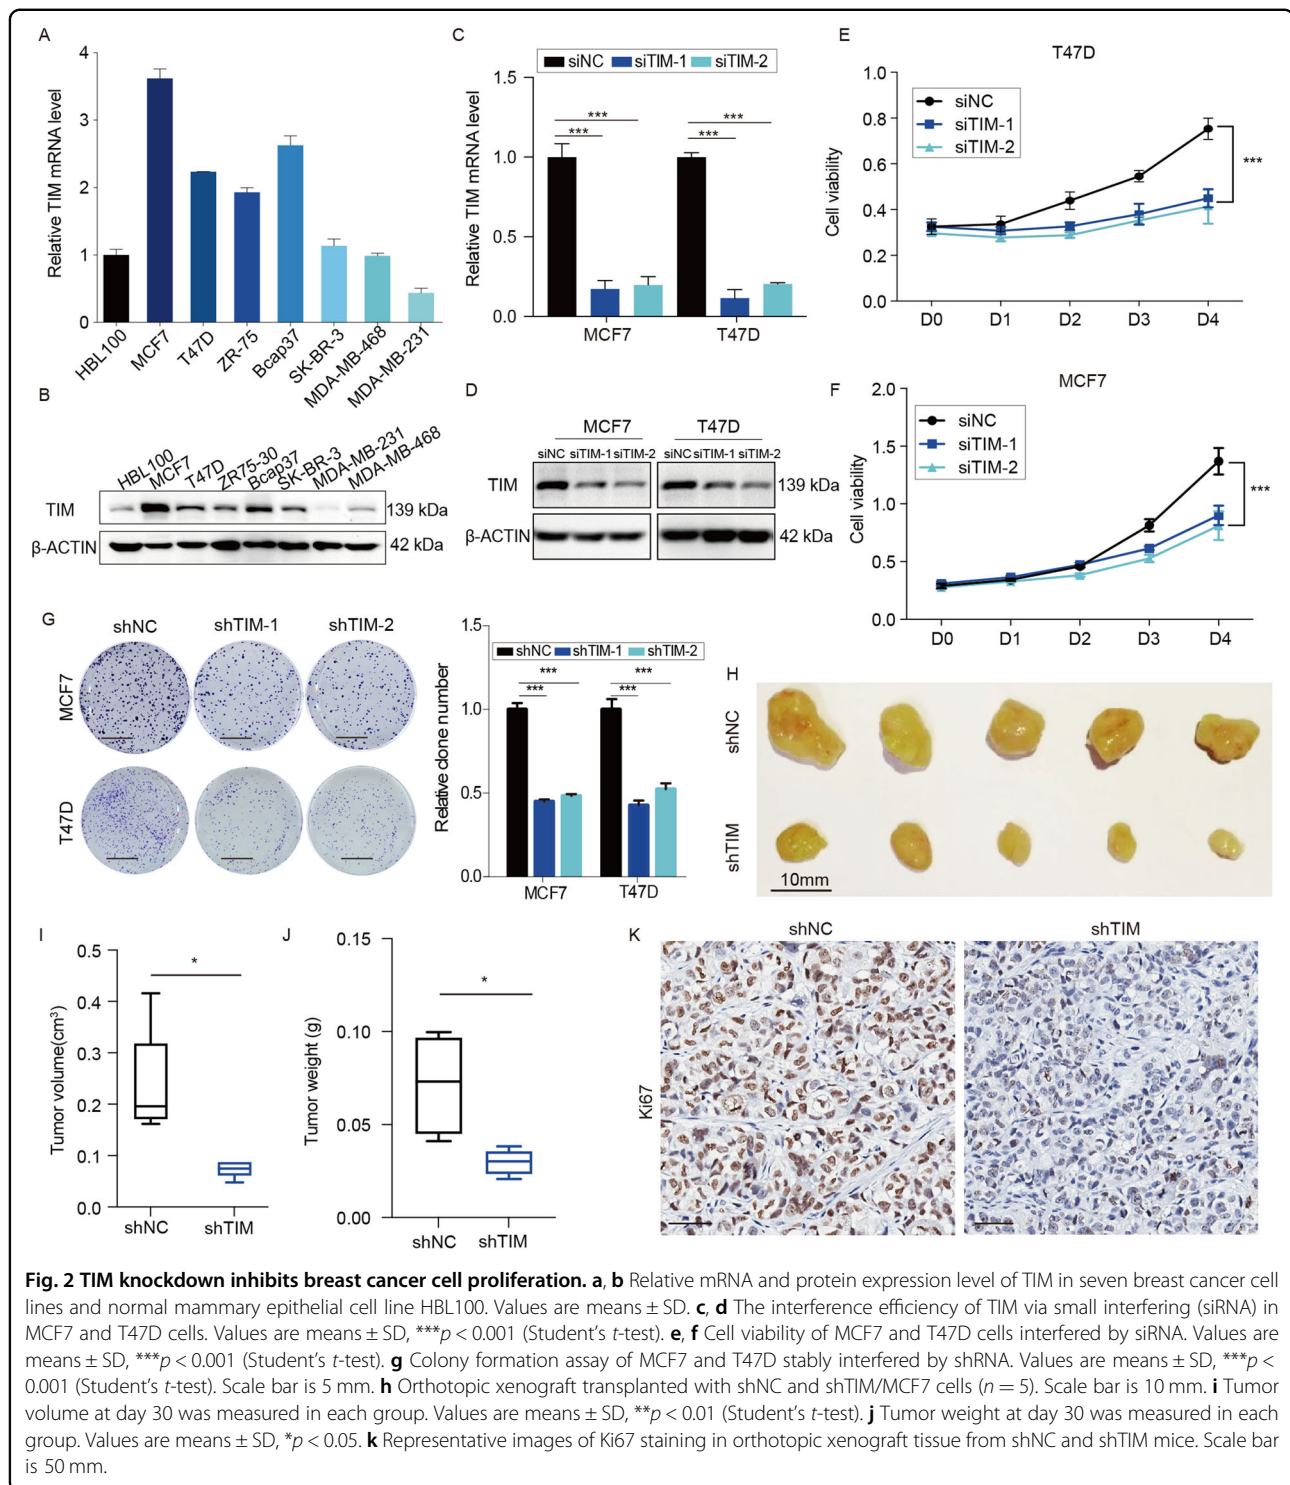 A
Relative TIM mRNA level
4
3
2
1
0
HBL100
MCF7
T47D
ZR-75
Bcap37
SK-BR-3
MDA-MB-468
MDA-MB-231
B
HBL100
MCF7
T47D
ZR75-30
Bcap37
SK-BR-3
MDA-MB-231
MDA-MB-468
TIM
139 kDa
β-ACTIN
42 kDa
C
siNC siTIM-1 siTIM-2
Relative TIM mRNA level
1.5
1.0
0.5
0.0
***
***
***
***
MCF7 T47D
D
MCF7 T47D
siNC siTIM-1 siTIM-2 siNC siTIM-1 siTIM-2
TIM
139 kDa
β-ACTIN
42 kDa
E
T47D
Cell viability
1.0
0.8
0.6
0.4
0.2
0.0
siNC
siTIM-1
siTIM-2
***
D0 D1 D2 D3 D4
F
MCF7
Cell viability
2.0
1.5
1.0
0.5
0.0
siNC
siTIM-1
siTIM-2
***
D0 D1 D2 D3 D4
G
shNC shTIM-1 shTIM-2
MCF7
T47D
Relative done number
1.5
1.0
0.5
0.0
shNC shTIM-1 shTIM-2
***
***
***
***
MCF7 T47D
H
shNC
shTIM
10mm
I
Tumor volume(cm³)
0.5
0.4
0.3
0.2
0.1
0.0
*
shNC shTIM
J
Tumor weight (g)
0.15
0.10
0.05
0.00
*
shNC shTIM
K
shNC shTIM
Ki67
Fig. 2 TIM knockdown inhibits breast cancer cell proliferation. a, b Relative mRNA and protein expression level of TIM in seven breast cancer cell
lines and normal mammary epithelial cell line HBL100. Values are means ± SD. c, d The interference efficiency of TIM via small interfering (siRNA) in
MCF7 and T47D cells. Values are means ± SD, ***p < 0.001 (Student's t-test). e, f Cell viability of MCF7 and T47D cells interfered by siRNA. Values are
means ± SD, ***p < 0.001 (Student's t-test). g Colony formation assay of MCF7 and T47D stably interfered by shRNA. Values are means ± SD, ***p <
0.001 (Student's t-test). Scale bar is 5 mm. h Orthotopic xenograft transplanted with shNC and shTIM/MCF7 cells (n = 5). Scale bar is 10 mm. i Tumor
volume at day 30 was measured in each group. Values are means ± SD, **p < 0.01 (Student's t-test). j Tumor weight at day 30 was measured in each
group. Values are means ± SD, *p < 0.05. k Representative images of Ki67 staining in orthotopic xenograft tissue from shNC and shTIM mice. Scale bar
is 50 mm.